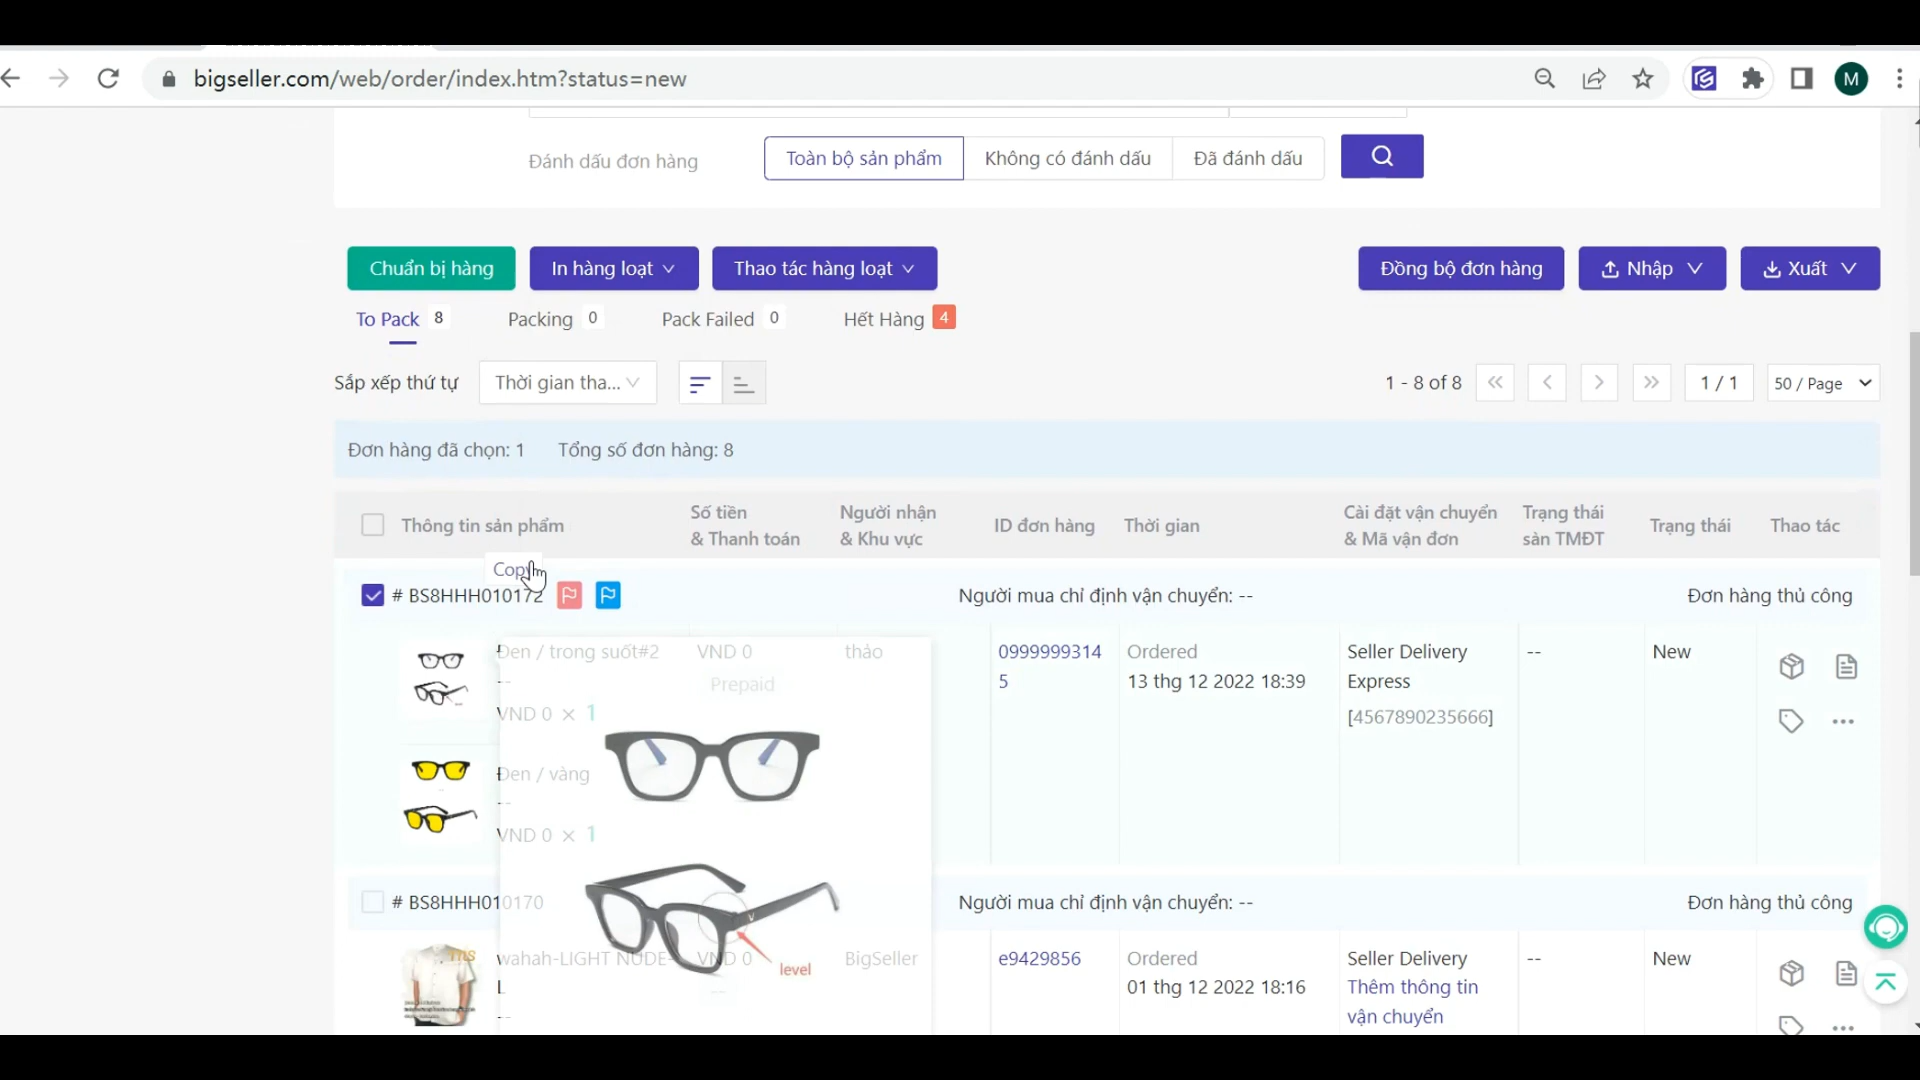 bigseller.com/web/order/index.htm?status=new
M
Đánh dấu đơn hàng
Toàn bộ sản phẩm
Không có đánh dấu
Đã đánh dấu
Chuẩn bị hàng
In hàng loạt
Thao tác hàng loạt
Đồng bộ đơn hàng
Nhập
Xuất
To Pack 8
Packing 0
Pack Failed 0
Hết Hàng 4
Sắp xếp thứ tự
Thời gian tha...
1 - 8 of 8
1 / 1
50 / Page
Đơn hàng đã chọn: 1
Tổng số đơn hàng: 8
Thông tin sản phẩm
Số tiền
& Thanh toán
Người nhận
& Khu vực
ID đơn hàng
Thời gian
Cài đặt vận chuyển
& Mã vận đơn
Trạng thái
sàn TMĐT
Trạng thái
Thao tác
Copy
# BS8HHH010172
Người mua chỉ định vận chuyển: --
Đơn hàng thủ công
Đen / trong suốt#2
--
VND 0 × 1
Đen / vàng
--
VND 0 × 1
VND 0
Prepaid
thảo
0999999314
5
Ordered
13 thg 12 2022 18:39
Seller Delivery
Express
[4567890235666]
--
New
level
# BS8HHH010170
Người mua chỉ định vận chuyển: --
Đơn hàng thủ công
wahah-LIGHT NUDE-
L
--
VND 0
BigSeller
e9429856
Ordered
01 thg 12 2022 18:16
Seller Delivery
Thêm thông tin
vận chuyển
--
New